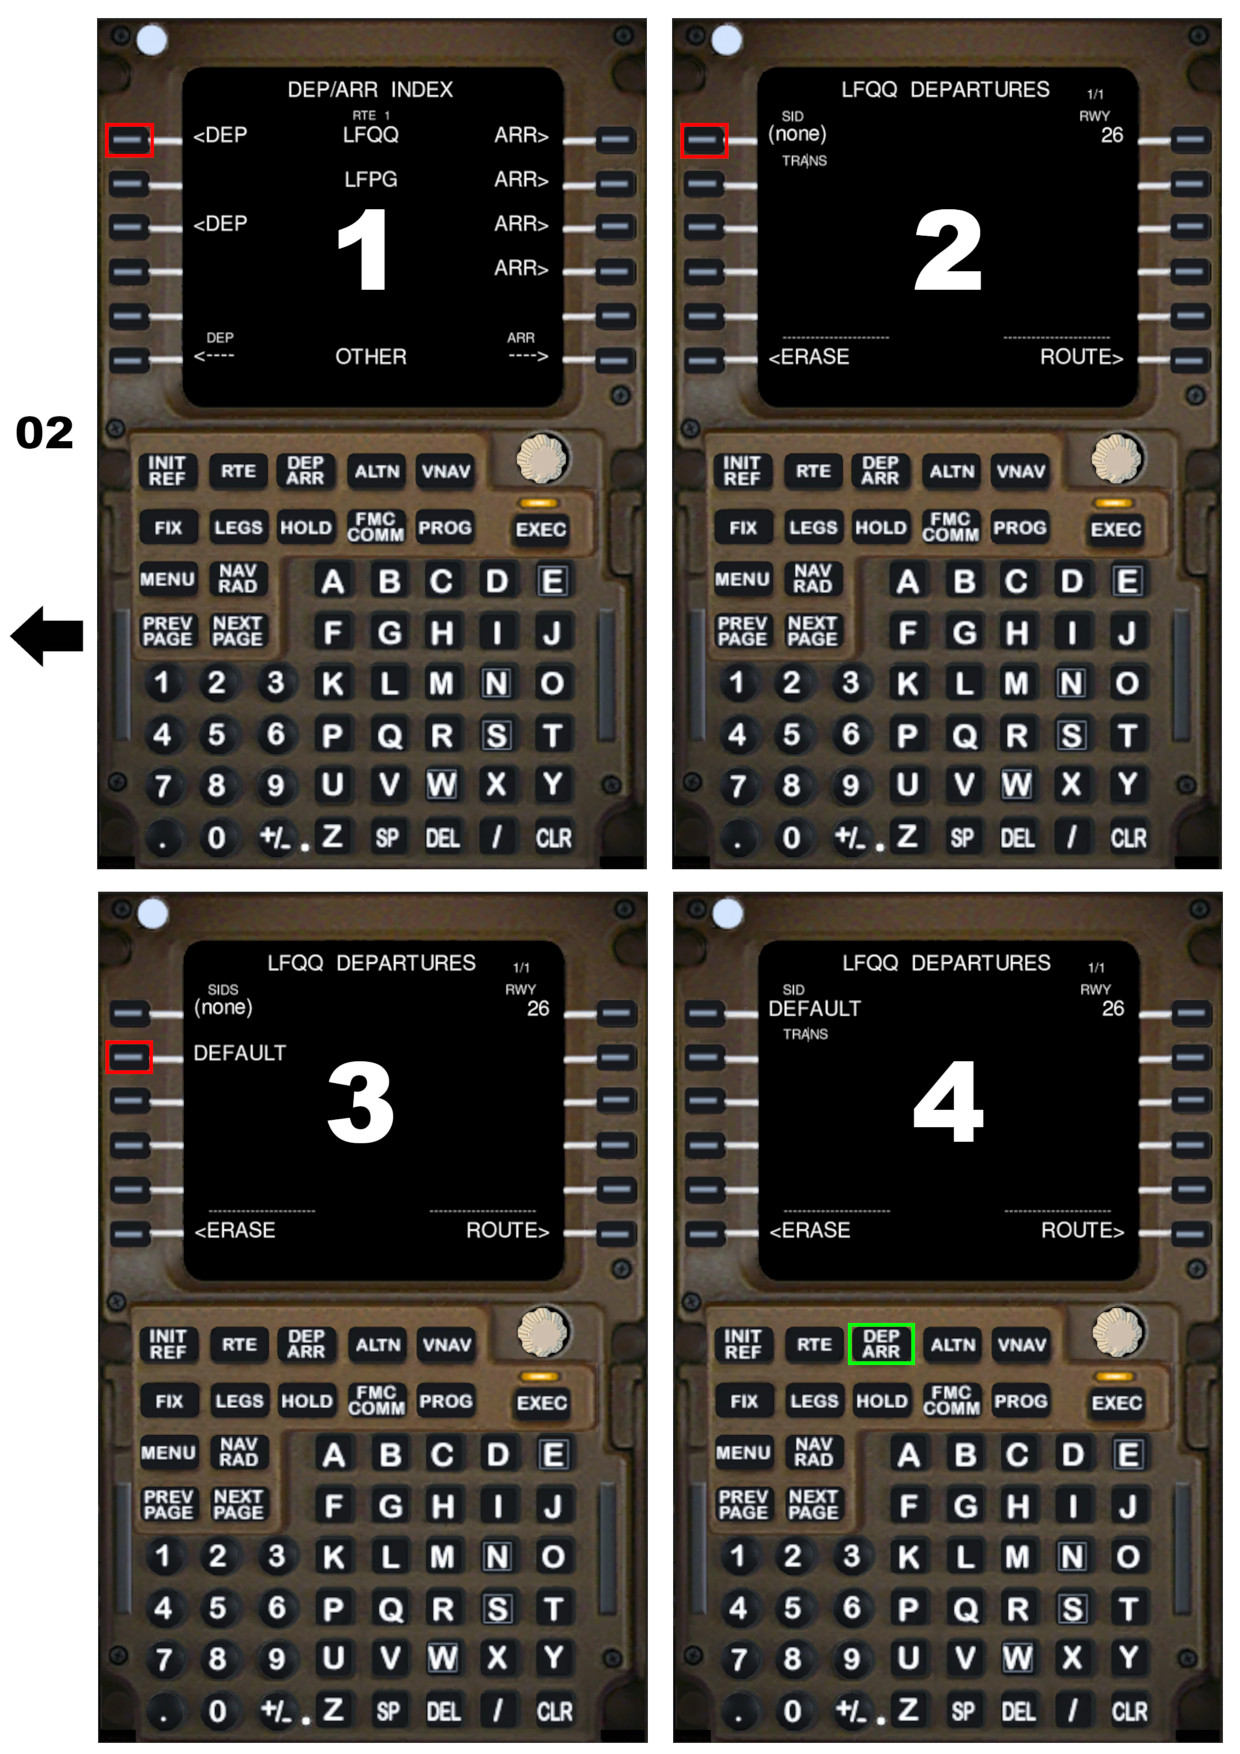 02
DEP/ARR INDEX
RTE 1
<DEP LFQQ ARR>
LFPG ARR>
<DEP ARR>
ARR>
DEP ARR
<---- OTHER ---->
1
INIT REF RTE DEP ARR ALTN VNAV
FIX LEGS HOLD FMC COMM PROG EXEC
MENU NAV RAD A B C D E
PREV PAGE NEXT PAGE F G H I J
1 2 3 K L M N O
4 5 6 P Q R S T
7 8 9 U V W X Y
. 0 +/- Z SP DEL / CLR
LFQQ DEPARTURES 1/1
SID RWY
(none) 26
TRANS
2
<ERASE ROUTE>
INIT REF RTE DEP ARR ALTN VNAV
FIX LEGS HOLD FMC COMM PROG EXEC
MENU NAV RAD A B C D E
PREV PAGE NEXT PAGE F G H I J
1 2 3 K L M N O
4 5 6 P Q R S T
7 8 9 U V W X Y
. 0 +/- Z SP DEL / CLR
LFQQ DEPARTURES 1/1
SIDS RWY
(none) 26
DEFAULT
3
<ERASE ROUTE>
INIT REF RTE DEP ARR ALTN VNAV
FIX LEGS HOLD FMC COMM PROG EXEC
MENU NAV RAD A B C D E
PREV PAGE NEXT PAGE F G H I J
1 2 3 K L M N O
4 5 6 P Q R S T
7 8 9 U V W X Y
. 0 +/- Z SP DEL / CLR
LFQQ DEPARTURES 1/1
SID RWY
DEFAULT 26
TRANS
4
<ERASE ROUTE>
INIT REF RTE DEP ARR ALTN VNAV
FIX LEGS HOLD FMC COMM PROG EXEC
MENU NAV RAD A B C D E
PREV PAGE NEXT PAGE F G H I J
1 2 3 K L M N O
4 5 6 P Q R S T
7 8 9 U V W X Y
. 0 +/- Z SP DEL / CLR